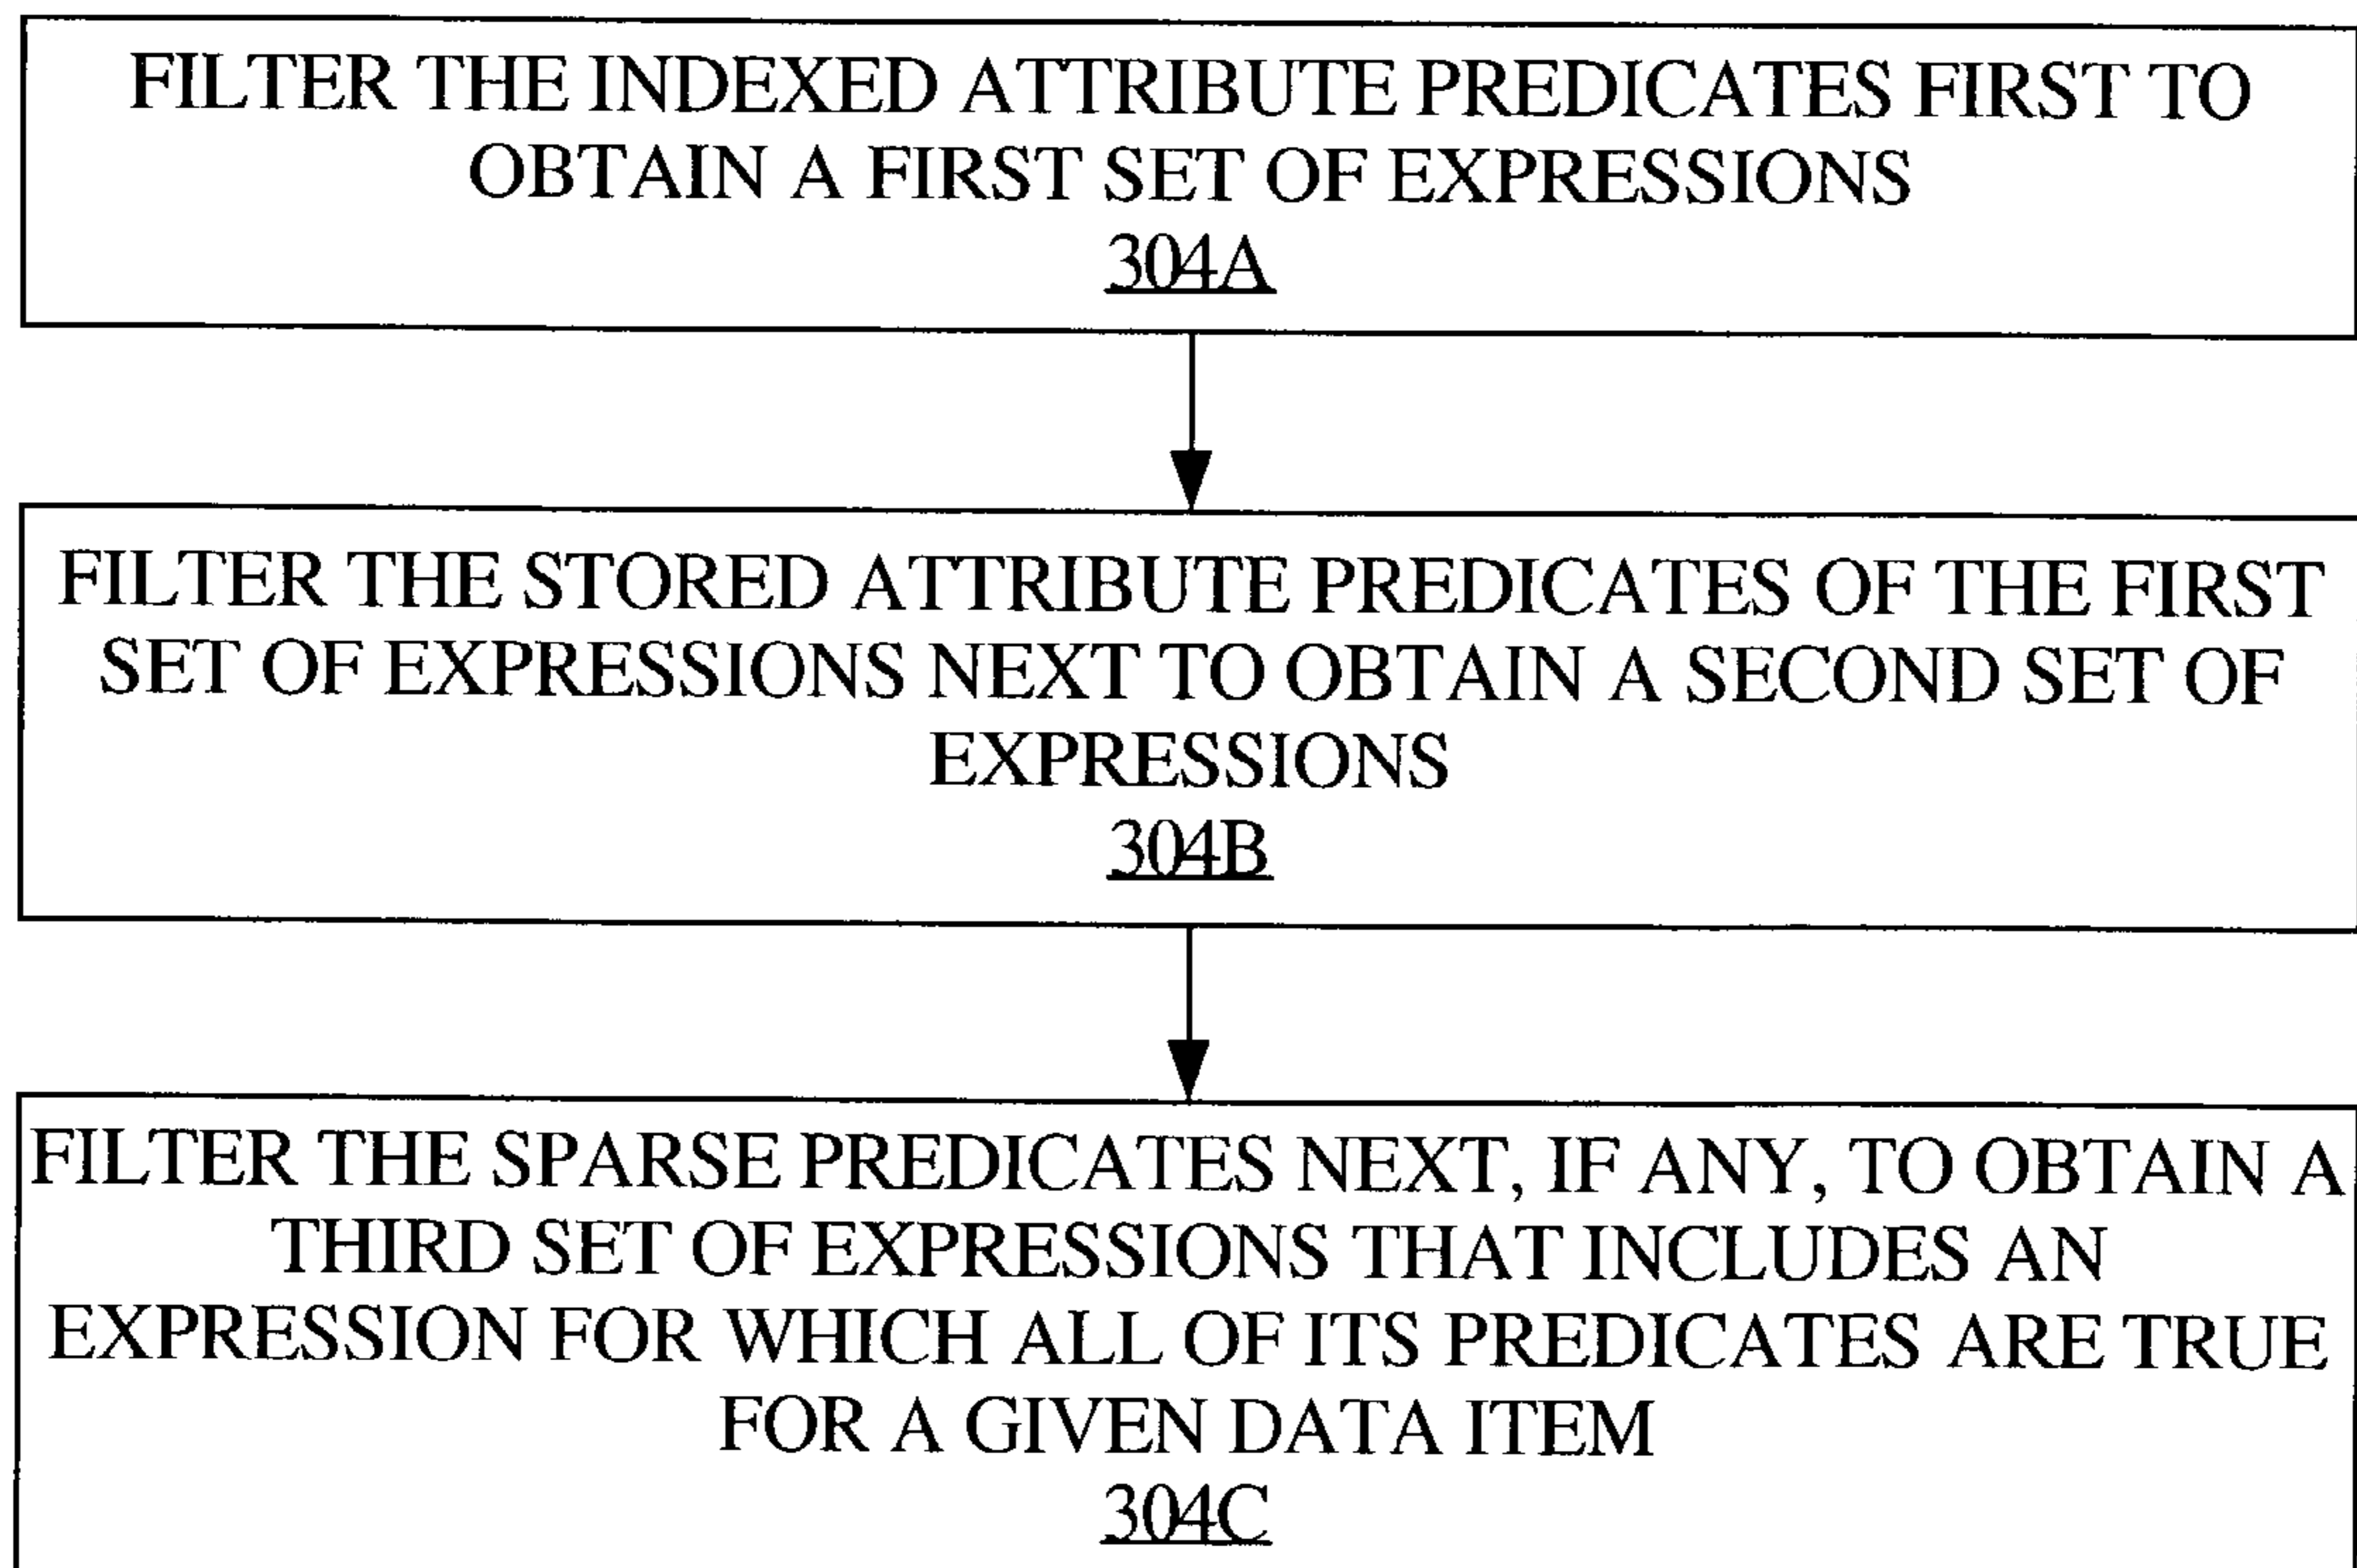 FILTER THE INDEXED ATTRIBUTE PREDICATES FIRST TO
OBTAIN A FIRST SET OF EXPRESSIONS
304A
FILTER THE STORED ATTRIBUTE PREDICATES OF THE FIRST
SET OF EXPRESSIONS NEXT TO OBTAIN A SECOND SET OF
EXPRESSIONS
304B
FILTER THE SPARSE PREDICATES NEXT, IF ANY, TO OBTAIN A
THIRD SET OF EXPRESSIONS THAT INCLUDES AN
EXPRESSION FOR WHICH ALL OF ITS PREDICATES ARE TRUE
FOR A GIVEN DATA ITEM
304C